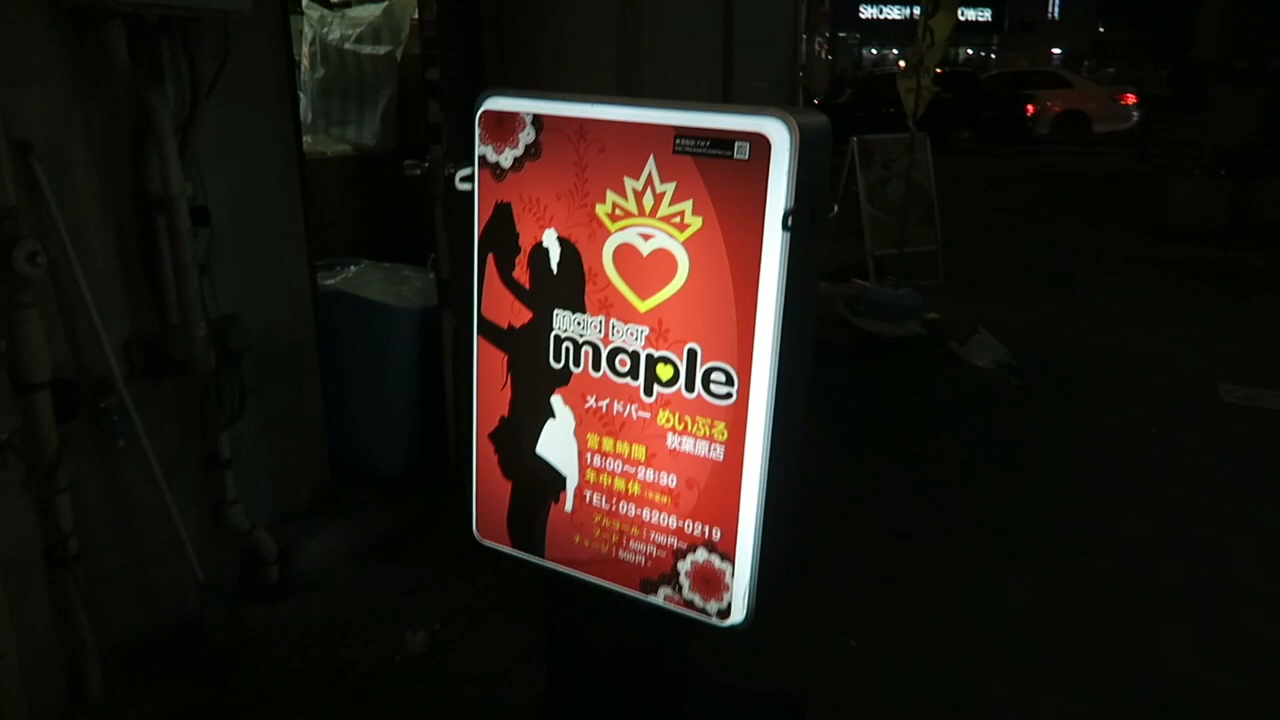 SHOSEN B OWER
maid bar
maple
メイドバー めいぷる
秋葉原店
営業時間
18:00～28:30
年中無休
TEL:03-6206-0219
アルコール:700円～
フード:500円～
チャージ:500円～